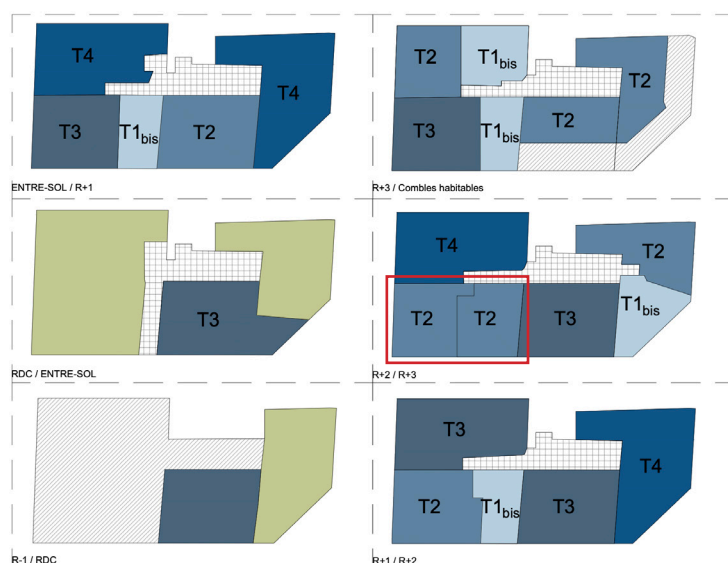 T4
T4
T3
T1bis
T2
ENTRE-SOL / R+1
T2
T1bis
T2
T3
T1bis
T2
R+3 / Combles habitables
T3
RDC / ENTRE-SOL
T4
T2
T2
T2
T3
T1bis
R+2 / R+3
R-1 / RDC
T3
T4
T2
T1bis
T3
R+1 / R+2